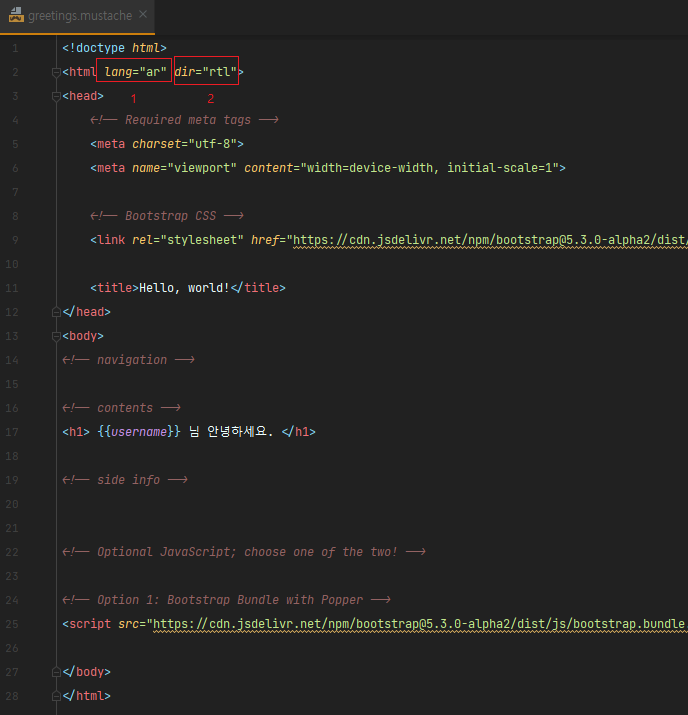 greetings.mustache
1 <!doctype html>
2 <html lang="ar" dir="rtl">
1 2
3 <head>
4 <!-- Required meta tags -->
5 <meta charset="utf-8">
6 <meta name="viewport" content="width=device-width, initial-scale=1">
7
8 <!-- Bootstrap CSS -->
9 <link rel="stylesheet" href="https://cdn.jsdelivr.net/npm/bootstrap@5.3.0-alpha2/dist/
10
11 <title>Hello, world!</title>
12 </head>
13 <body>
14 <!-- navigation -->
15
16 <!-- contents -->
17 <h1> {{username}} 님 안녕하세요. </h1>
18
19 <!-- side info -->
20
21
22 <!-- Optional JavaScript; choose one of the two! -->
23
24 <!-- Option 1: Bootstrap Bundle with Popper -->
25 <script src="https://cdn.jsdelivr.net/npm/bootstrap@5.3.0-alpha2/dist/js/bootstrap.bundle.
26
27 </body>
28 </html>